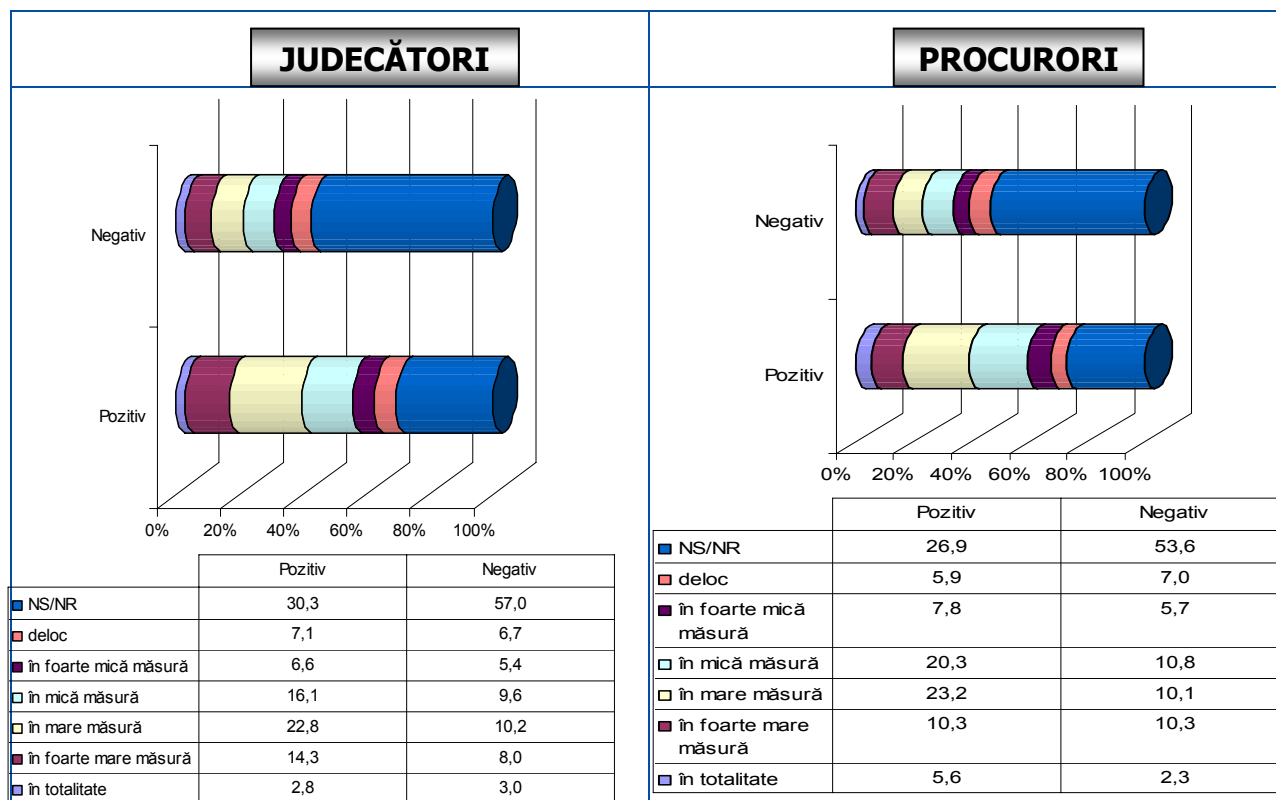 JUDECĂTORI
Negativ
Pozitiv
0% 20% 40% 60% 80% 100%
Pozitiv Negativ
NS/NR 30,3 57,0
deloc 7,1 6,7
în foarte mică măsură 6,6 5,4
în mică măsură 16,1 9,6
în mare măsură 22,8 10,2
în foarte mare măsură 14,3 8,0
în totalitate 2,8 3,0
PROCURORI
Negativ
Pozitiv
0% 20% 40% 60% 80% 100%
Pozitiv Negativ
NS/NR 26,9 53,6
deloc 5,9 7,0
în foarte mică
măsură 7,8 5,7
în mică măsură 20,3 10,8
în mare măsură 23,2 10,1
în foarte mare
măsură 10,3 10,3
în totalitate 5,6 2,3